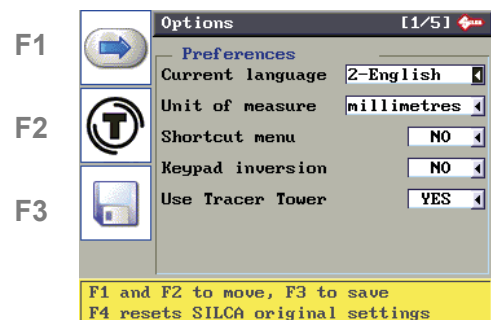 Options [1/5] SILCA
Preferences
F1
Current language 2-English
Unit of measure millimetres
F2
T
Shortcut menu NO
Keypad inversion NO
F3
Use Tracer Tower YES
F1 and F2 to move, F3 to save
F4 resets SILCA original settings